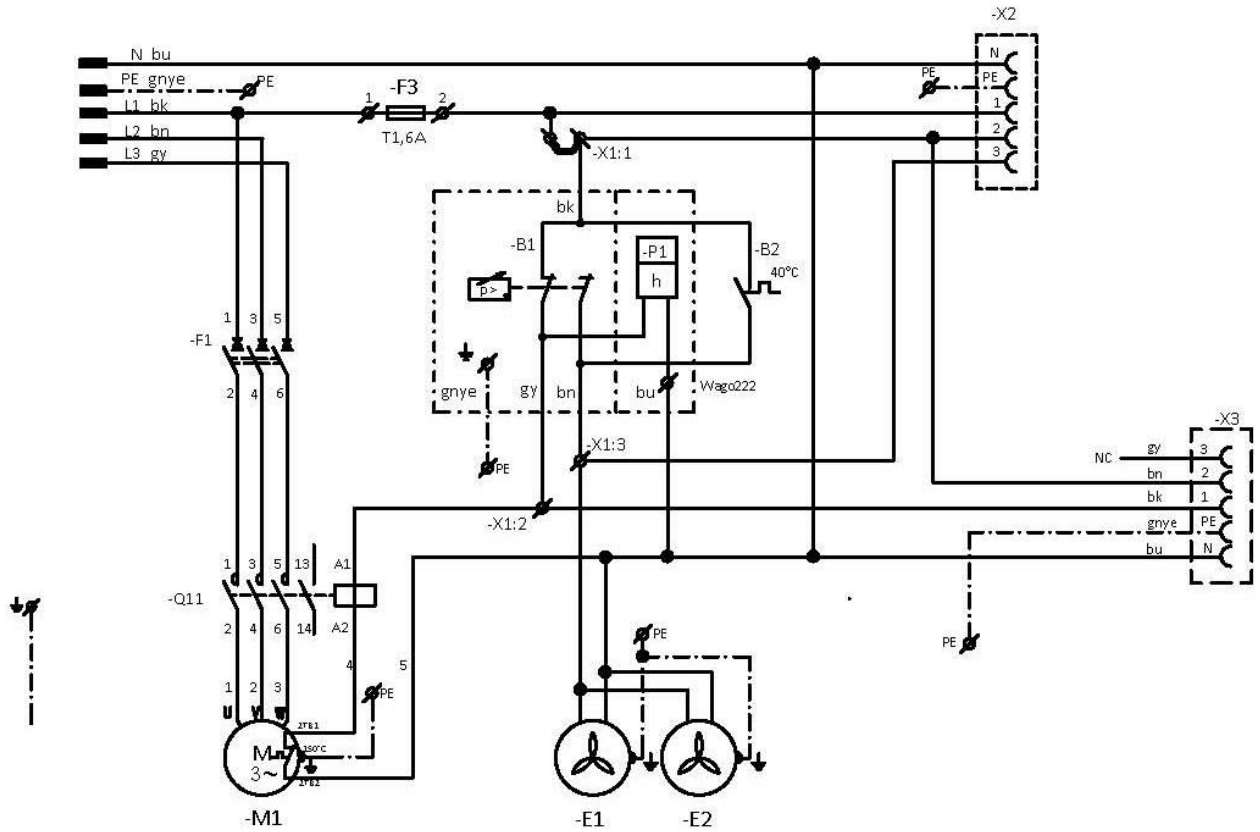 -X2
N bu
N
PE gnye
PE
PE
PE
L1 bk
1
-F3
2
1
L2 bn
T1,6A
2
L3 gy
-X1:1
3
bk
-B1
-P1
-B2
h
40°C
p>
1 3 5
-F1
2 4 6
gnye
gy
bn
bu
Wago222
-X3
PE
-X1:3
NC
gy
3
bn
2
-X1:2
bk
1
gnye
PE
bu
N
1 3 5 13 A1
-Q11
2 4 6 14 A2
PE
PE
4
5
1 2 3
PE
U V W
2TB1
M
150°C
3~
2TB2
-M1
-E1
-E2